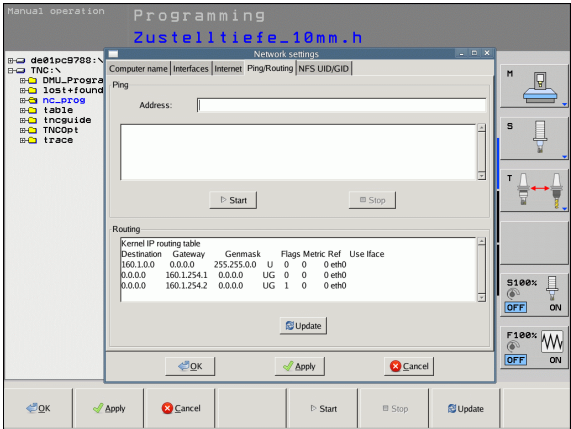 Manual operation
Programming
Zustelltiefe_10mm.h
Network settings
de01pc9788:\
TNC:\
DMU_Progra
lost+found
nc_prog
table
tncguide
TNCOpt
trace
Computer name Interfaces Internet Ping/Routing NFS UID/GID
Ping
Address:
Start Stop
Routing
Kernel IP routing table
Destination Gateway Genmask Flags Metric Ref Use Iface
160.1.0.0 0.0.0.0 255.255.0.0 U 0 0 0 eth0
0.0.0.0 160.1.254.1 0.0.0.0 UG 0 0 0 eth0
0.0.0.0 160.1.254.2 0.0.0.0 UG 1 0 0 eth0
Update
OK Apply Cancel
M
S
T
S100%
OFF ON
F100%
OFF ON
OK Apply Cancel Start Stop Update